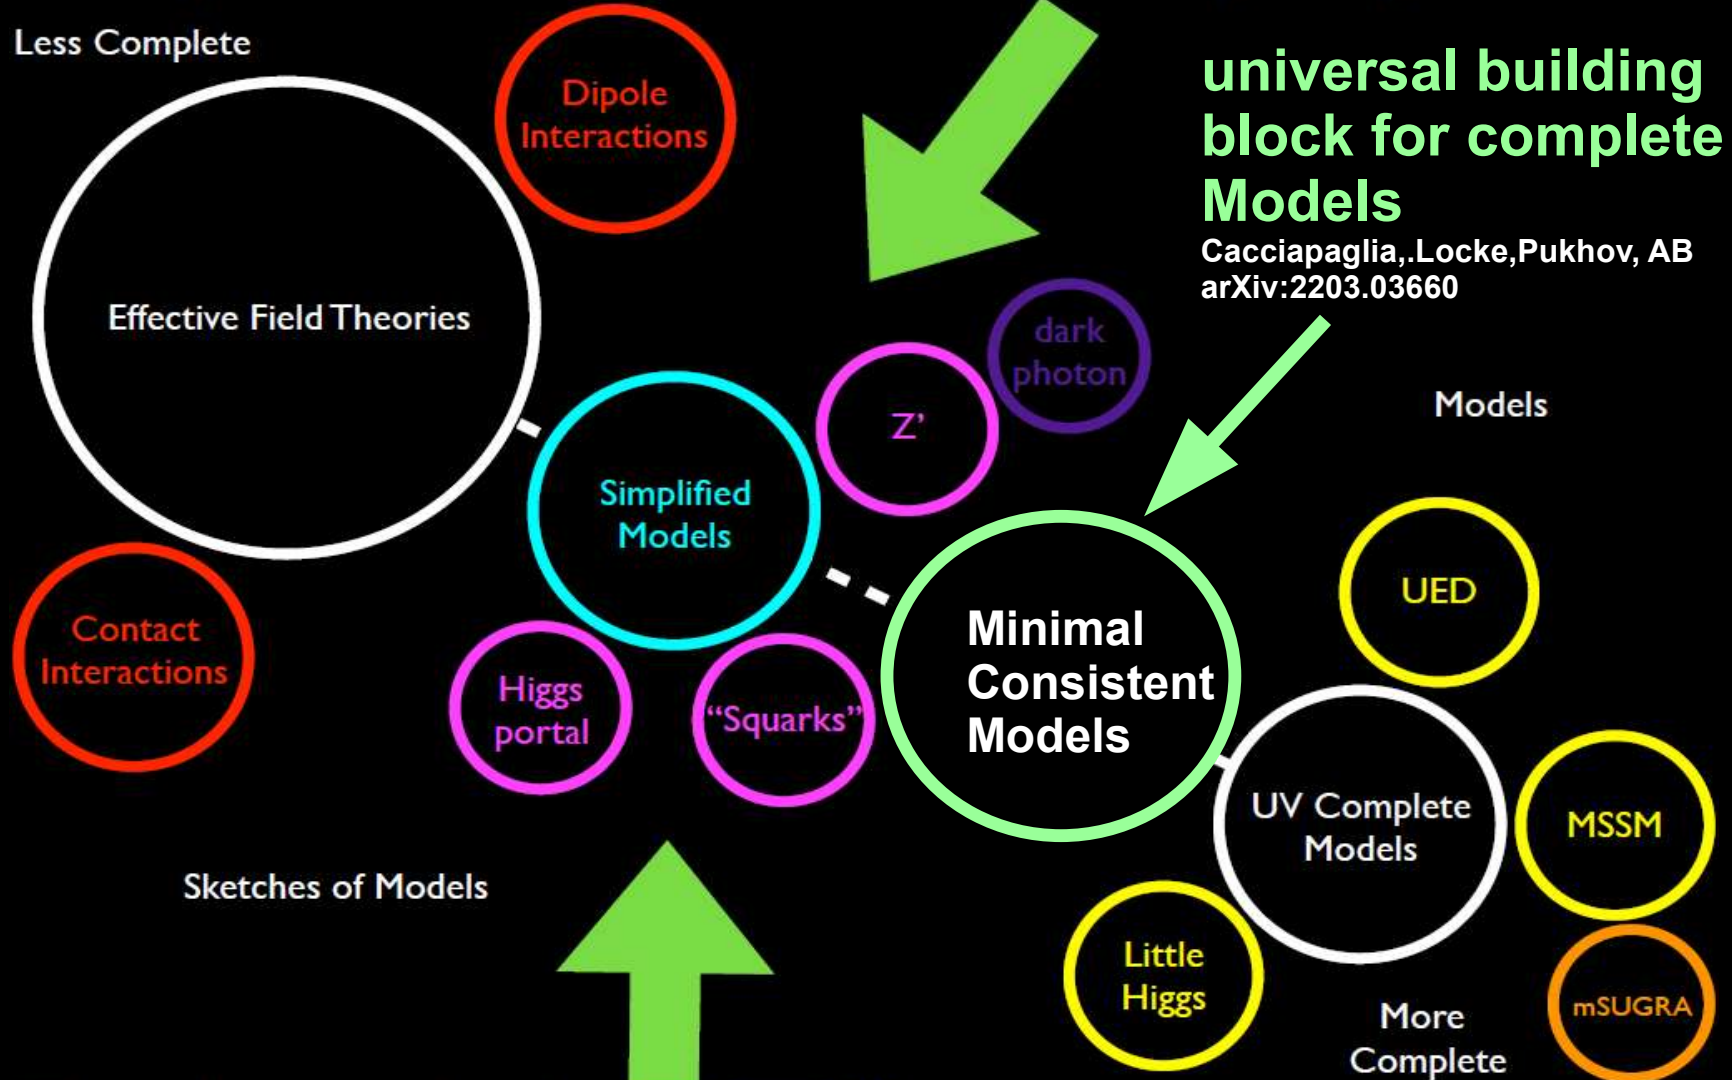 Less Complete
universal building
block for complete
Models
Cacciapaglia,.Locke,Pukhov, AB
arXiv:2203.03660
Dipole
Interactions
Effective Field Theories
dark
photon
Z’
Models
Simplified
Models
UED
Contact
Interactions
Higgs
portal
“Squarks”
Minimal
Consistent
Models
UV Complete
Models
MSSM
Sketches of Models
Little
Higgs
mSUGRA
More
Complete